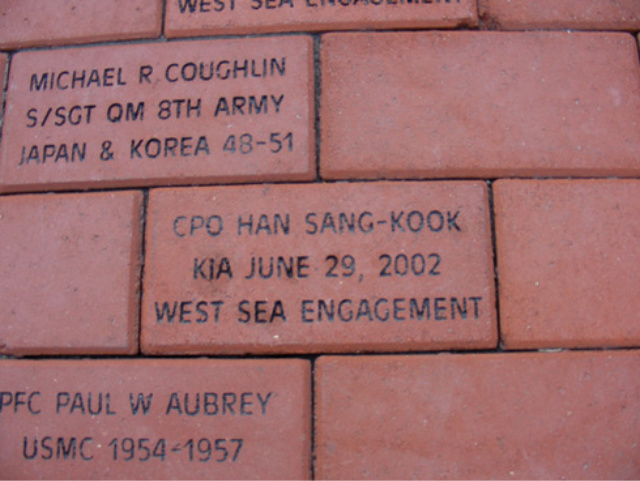 WEST SEA ENGAGEMENT
MICHAEL R COUGHLIN
S/SGT QM 8TH ARMY
JAPAN & KOREA 48-51
CPO HAN SANG-KOOK
KIA JUNE 29, 2002
WEST SEA ENGAGEMENT
PFC PAUL W AUBREY
USMC 1954-1957